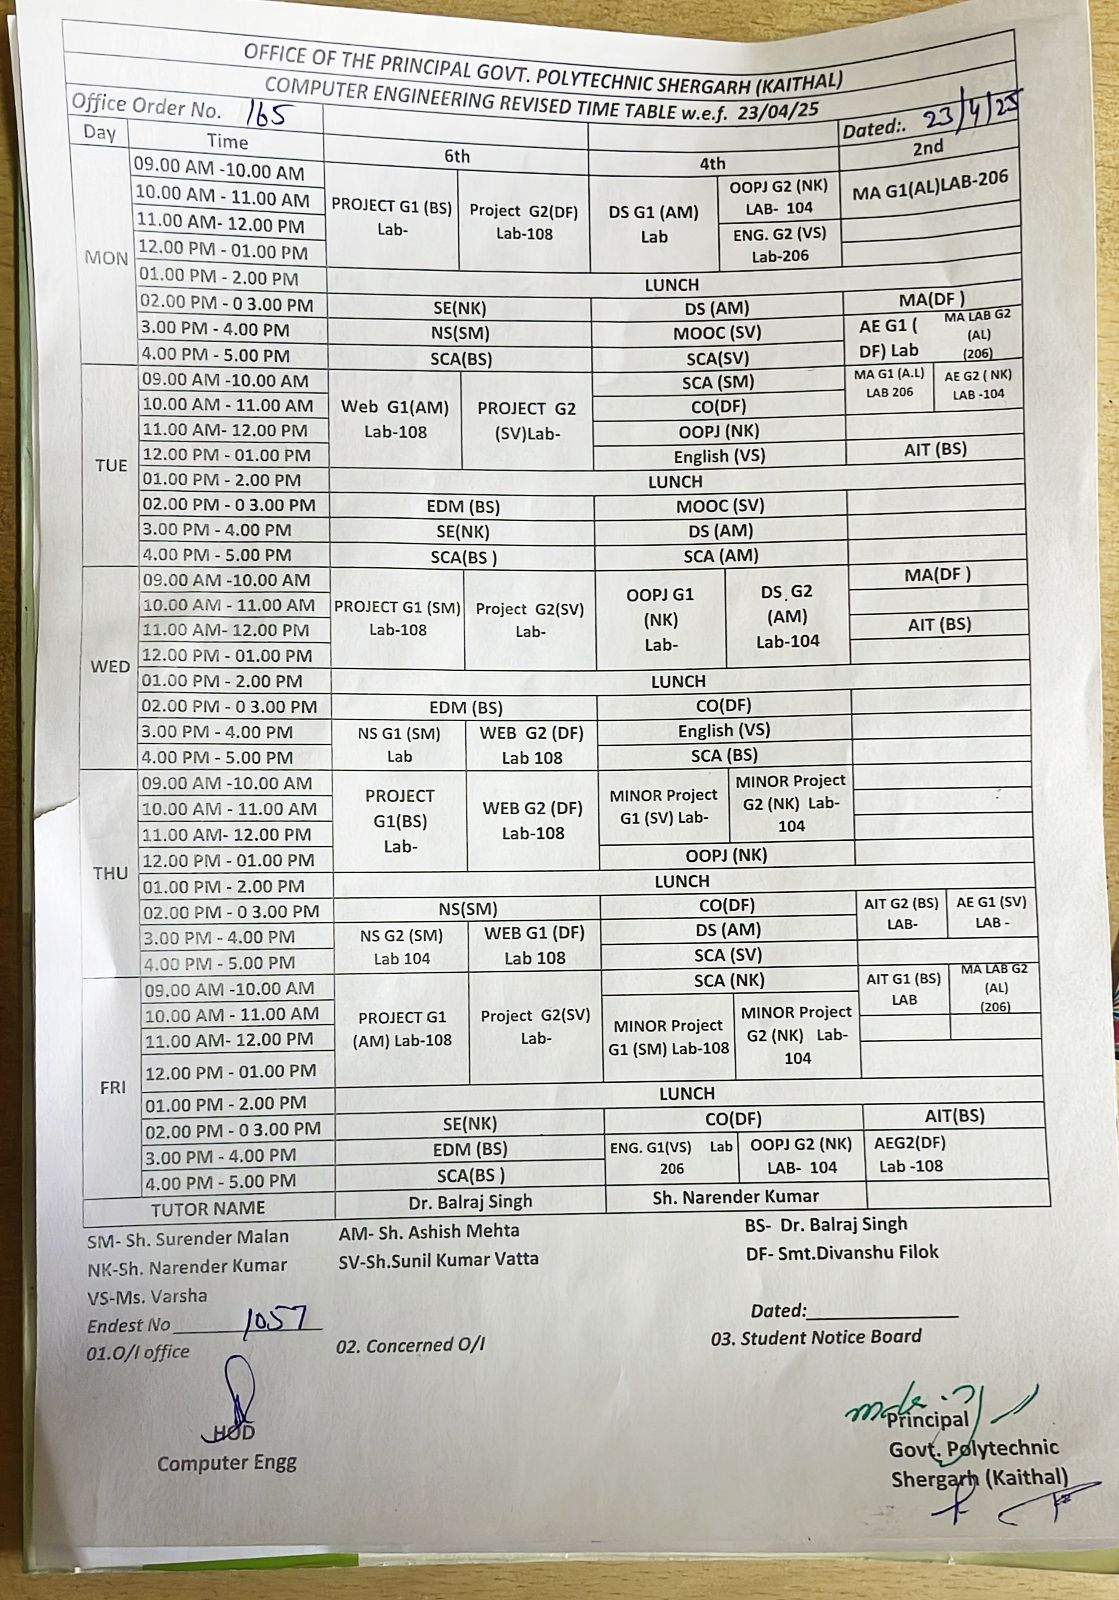 OFFICE OF THE PRINCIPAL GOVT. POLYTECHNIC SHERGARH (KAITHAL)
COMPUTER ENGINEERING REVISED TIME TABLE w.e.f. 23/04/25
Office Order No. 165 Dated:. 23/4/25
Day Time 6th 4th 2nd
MON
09.00 AM -10.00 AM
10.00 AM - 11.00 AM
11.00 AM- 12.00 PM
12.00 PM - 01.00 PM
PROJECT G1 (BS)
Lab-
Project G2(DF)
Lab-108
DS G1 (AM)
Lab
OOPJ G2 (NK)
LAB- 104
ENG. G2 (VS)
Lab-206
MA G1(AL)LAB-206
01.00 PM - 2.00 PM LUNCH
02.00 PM - 0 3.00 PM SE(NK) DS (AM) MA(DF )
3.00 PM - 4.00 PM NS(SM) MOOC (SV)
4.00 PM - 5.00 PM SCA(BS) SCA(SV)
AE G1 (
DF) Lab
MA LAB G2
(AL)
(206)
TUE
09.00 AM -10.00 AM SCA (SM)
10.00 AM - 11.00 AM CO(DF)
11.00 AM- 12.00 PM OOPJ (NK)
12.00 PM - 01.00 PM English (VS) AIT (BS)
Web G1(AM)
Lab-108
PROJECT G2
(SV)Lab-
MA G1 (A.L)
LAB 206
AE G2 ( NK)
LAB -104
01.00 PM - 2.00 PM LUNCH
02.00 PM - 0 3.00 PM EDM (BS) MOOC (SV)
3.00 PM - 4.00 PM SE(NK) DS (AM)
4.00 PM - 5.00 PM SCA(BS ) SCA (AM)
WED
09.00 AM -10.00 AM MA(DF )
10.00 AM - 11.00 AM
11.00 AM- 12.00 PM AIT (BS)
12.00 PM - 01.00 PM
PROJECT G1 (SM)
Lab-108
Project G2(SV)
Lab-
OOPJ G1
(NK)
Lab-
DS . G2
(AM)
Lab-104
01.00 PM - 2.00 PM LUNCH
02.00 PM - 0 3.00 PM EDM (BS) CO(DF)
3.00 PM - 4.00 PM English (VS)
4.00 PM - 5.00 PM SCA (BS)
NS G1 (SM)
Lab
WEB G2 (DF)
Lab 108
THU
09.00 AM -10.00 AM
10.00 AM - 11.00 AM
11.00 AM- 12.00 PM
12.00 PM - 01.00 PM OOPJ (NK)
PROJECT
G1(BS)
Lab-
WEB G2 (DF)
Lab-108
MINOR Project
G1 (SV) Lab-
MINOR Project
G2 (NK) Lab-
104
01.00 PM - 2.00 PM LUNCH
02.00 PM - 0 3.00 PM NS(SM) CO(DF)
3.00 PM - 4.00 PM DS (AM)
4.00 PM - 5.00 PM SCA (SV)
NS G2 (SM)
Lab 104
WEB G1 (DF)
Lab 108
AIT G2 (BS)
LAB-
AE G1 (SV)
LAB -
FRI
09.00 AM -10.00 AM SCA (NK)
10.00 AM - 11.00 AM
11.00 AM- 12.00 PM
12.00 PM - 01.00 PM
PROJECT G1
(AM) Lab-108
Project G2(SV)
Lab-
MINOR Project
G1 (SM) Lab-108
MINOR Project
G2 (NK) Lab-
104
AIT G1 (BS)
LAB
MA LAB G2
(AL)
(206)
01.00 PM - 2.00 PM LUNCH
02.00 PM - 0 3.00 PM SE(NK) CO(DF) AIT(BS)
3.00 PM - 4.00 PM EDM (BS)
4.00 PM - 5.00 PM SCA(BS )
ENG. G1(VS) Lab
206
OOPJ G2 (NK)
LAB- 104
AEG2(DF)
Lab -108
TUTOR NAME Dr. Balraj Singh Sh. Narender Kumar
SM- Sh. Surender Malan AM- Sh. Ashish Mehta BS- Dr. Balraj Singh
NK-Sh. Narender Kumar SV-Sh.Sunil Kumar Vatta DF- Smt.Divanshu Filok
VS-Ms. Varsha
Endest No 1057 Dated:
01.O/I office 02. Concerned O/I 03. Student Notice Board
HOD
Computer Engg
Principal
Govt. Polytechnic
Shergarh (Kaithal)